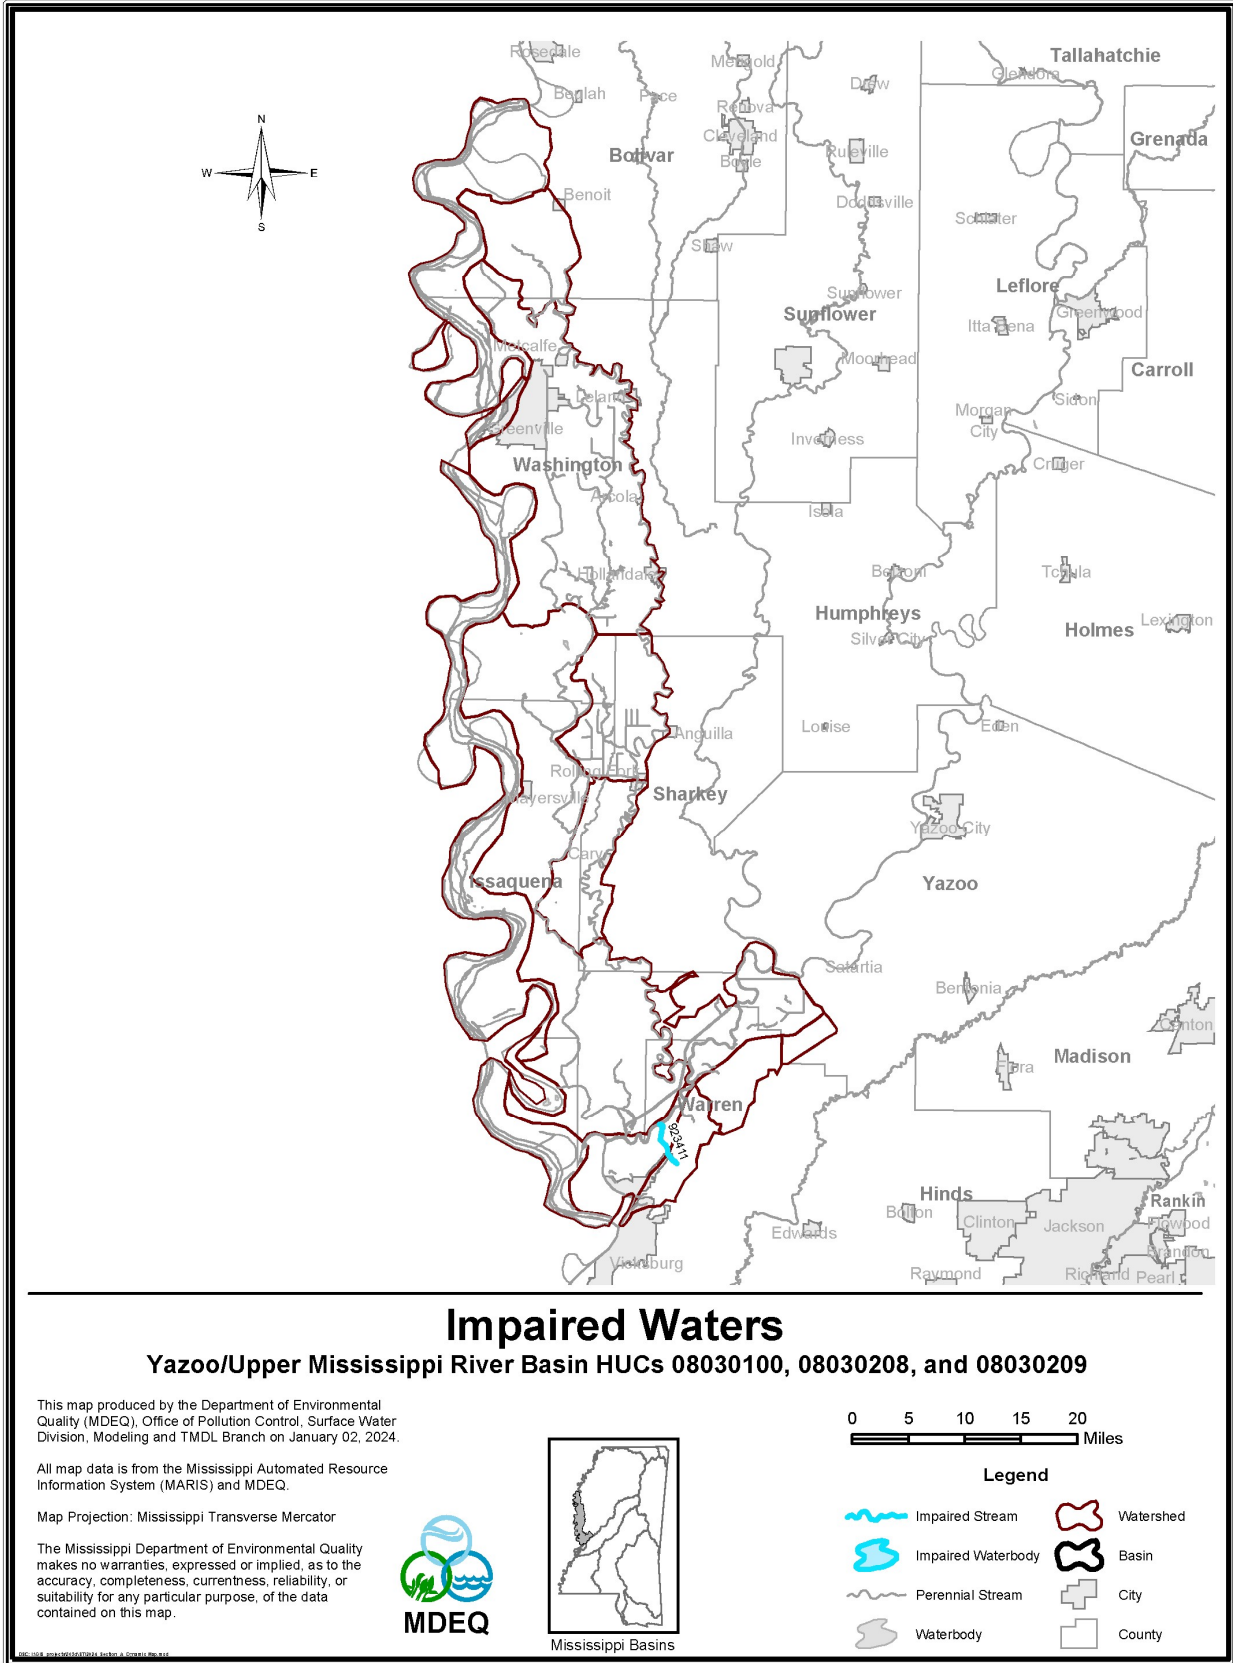 Rosedale
Merigold
Tallahatchie
Glendora
Beulah
Pace
Drew
Renova
Cleveland
Grenada
Bolivar
Boyle
Ruleville
N
W
E
S
Benoit
Doddsville
Schlater
Shaw
Leflore
Sunflower
Sunflower
Greenwood
Itta Bena
Metcalfe
Moorhead
Carroll
Leland
Sidon
Morgan
City
Greenville
Inverness
Washington
Cruger
Arcola
Isola
Hollandale
Belzoni
Tchula
Humphreys
Holmes
Lexington
Silver City
Anguilla
Louise
Eden
Rolling Fork
Mayersville
Sharkey
Yazoo City
Cary
Issaquena
Yazoo
Satartia
Bentonia
Canton
Madison
Flora
Warren
923411
Hinds
Rankin
Bolton
Clinton
Jackson
Flowood
Edwards
Brandon
Vicksburg
Raymond
Richland
Pearl
Impaired Waters
Yazoo/Upper Mississippi River Basin HUCs 08030100, 08030208, and 08030209
This map produced by the Department of Environmental
Quality (MDEQ), Office of Pollution Control, Surface Water
Division, Modeling and TMDL Branch on January 02, 2024.
All map data is from the Mississippi Automated Resource
Information System (MARIS) and MDEQ.
Map Projection: Mississippi Transverse Mercator
The Mississippi Department of Environmental Quality
makes no warranties, expressed or implied, as to the
accuracy, completeness, currentness, reliability, or
suitability for any particular purpose, of the data
contained on this map.
MDEQ
Mississippi Basins
0 5 10 15 20
Miles
Legend
Impaired Stream
Watershed
Impaired Waterbody
Basin
Perennial Stream
City
Waterbody
County